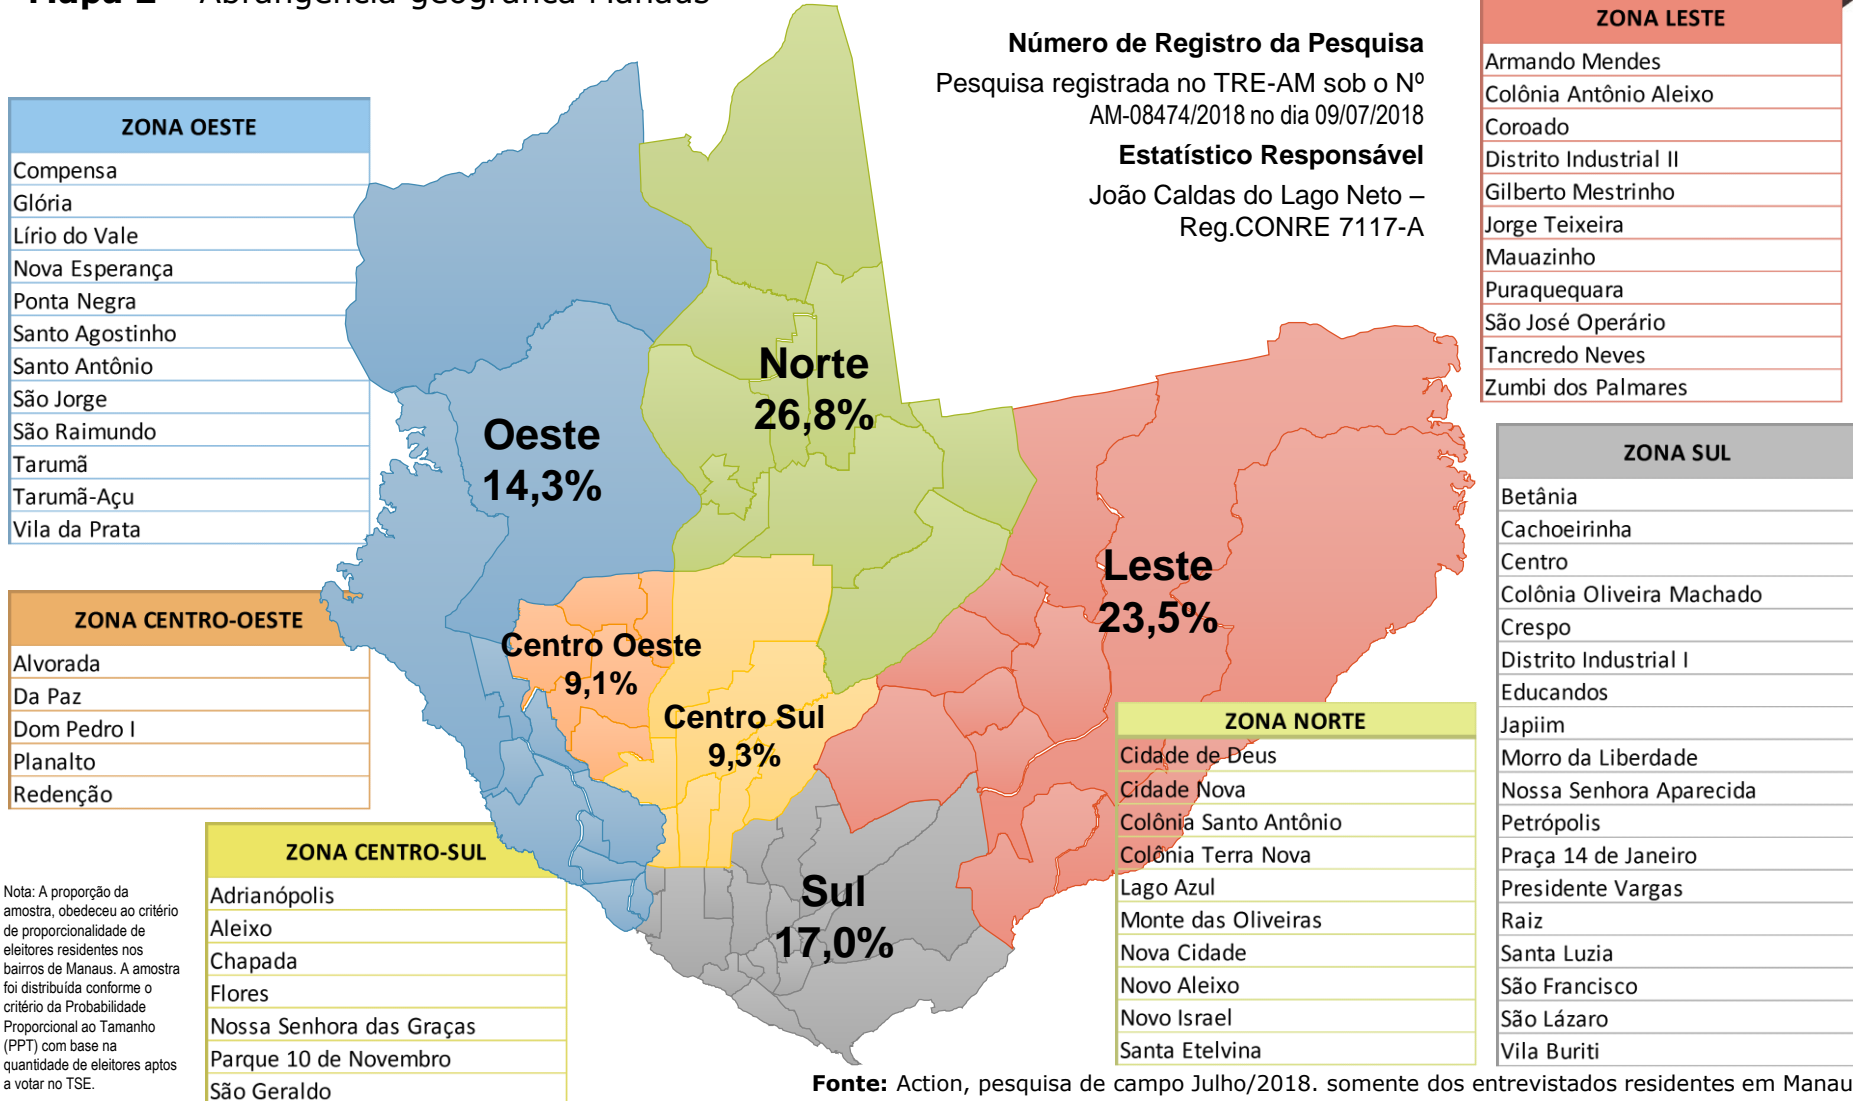 Mapa 2 – Abrangência geográfica Manaus
Número de Registro da Pesquisa
Pesquisa registrada no TRE-AM sob o Nº
AM-08474/2018 no dia 09/07/2018
Estatístico Responsável
João Caldas do Lago Neto –
Reg.CONRE 7117-A
ZONA OESTE
Compensa
Glória
Lírio do Vale
Nova Esperança
Ponta Negra
Santo Agostinho
Santo Antônio
São Jorge
São Raimundo
Tarumã
Tarumã-Açu
Vila da Prata
ZONA CENTRO-OESTE
Alvorada
Da Paz
Dom Pedro I
Planalto
Redenção
ZONA CENTRO-SUL
Adrianópolis
Aleixo
Chapada
Flores
Nossa Senhora das Graças
Parque 10 de Novembro
São Geraldo
Nota: A proporção da
amostra, obedeceu ao critério
de proporcionalidade de
eleitores residentes nos
bairros de Manaus. A amostra
foi distribuída conforme o
critério da Probabilidade
Proporcional ao Tamanho
(PPT) com base na
quantidade de eleitores aptos
a votar no TSE.
Norte
26,8%
Oeste
14,3%
Leste
23,5%
Centro Oeste
9,1%
Centro Sul
9,3%
Sul
17,0%
ZONA LESTE
Armando Mendes
Colônia Antônio Aleixo
Coroado
Distrito Industrial II
Gilberto Mestrinho
Jorge Teixeira
Mauazinho
Puraquequara
São José Operário
Tancredo Neves
Zumbi dos Palmares
ZONA NORTE
Cidade de Deus
Cidade Nova
Colônia Santo Antônio
Colônia Terra Nova
Lago Azul
Monte das Oliveiras
Nova Cidade
Novo Aleixo
Novo Israel
Santa Etelvina
ZONA SUL
Betânia
Cachoeirinha
Centro
Colônia Oliveira Machado
Crespo
Distrito Industrial I
Educandos
Japiim
Morro da Liberdade
Nossa Senhora Aparecida
Petrópolis
Praça 14 de Janeiro
Presidente Vargas
Raiz
Santa Luzia
São Francisco
São Lázaro
Vila Buriti
Fonte: Action, pesquisa de campo Julho/2018. somente dos entrevistados residentes em Manau